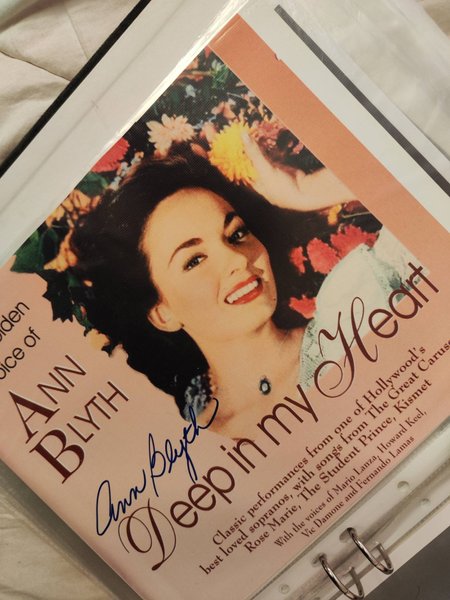 olden
oice of
ANN
BLYTH
Ann Blyth
Deep in my Heart
Classic performances from one of Hollywood's
best loved sopranos, with songs from The Great Caruso
Rose Marie, The Student Prince, Kismet
With the voices of Mario Lanza, Howard Keel,
Vic Damone and Fernando Lamas